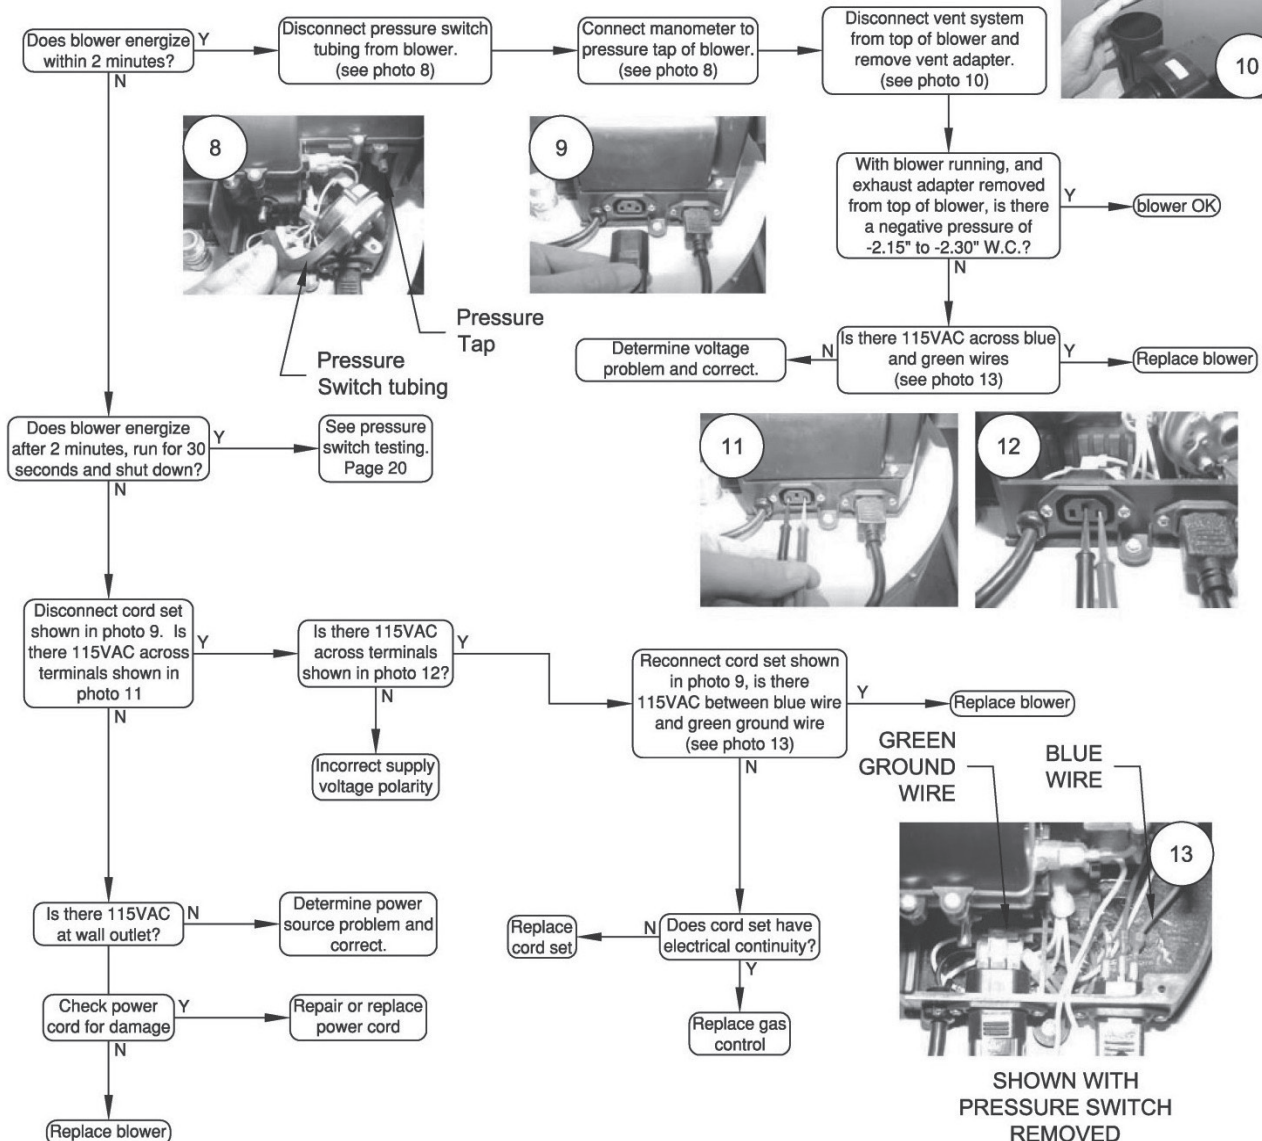 Does blower energize
within 2 minutes?
Y
N
Disconnect pressure switch
tubing from blower.
(see photo 8)
Connect manometer to
pressure tap of blower.
(see photo 8)
Disconnect vent system
from top of blower and
remove vent adapter.
(see photo 10)
10
8
9
Pressure
Tap
Pressure
Switch tubing
With blower running, and
exhaust adapter removed
from top of blower, is there
a negative pressure of
-2.15" to -2.30" W.C.?
Y
N
blower OK
Is there 115VAC across blue
and green wires
(see photo 13)
N
Y
Determine voltage
problem and correct.
Replace blower
Does blower energize
after 2 minutes, run for 30
seconds and shut down?
Y
N
See pressure
switch testing.
Page 20
11
12
Disconnect cord set
shown in photo 9. Is
there 115VAC across
terminals shown in
photo 11
Y
N
Is there 115VAC
across terminals
shown in photo 12?
Y
N
Incorrect supply
voltage polarity
Reconnect cord set shown
in photo 9, is there
115VAC between blue wire
and green ground wire
(see photo 13)
Y
N
Replace blower
GREEN
GROUND
WIRE
BLUE
WIRE
13
Is there 115VAC
at wall outlet?
N
Determine power
source problem and
correct.
Does cord set have
electrical continuity?
N
Y
Replace
cord set
Replace gas
control
Check power
cord for damage
Y
N
Repair or replace
power cord
Replace blower
SHOWN WITH
PRESSURE SWITCH
REMOVED